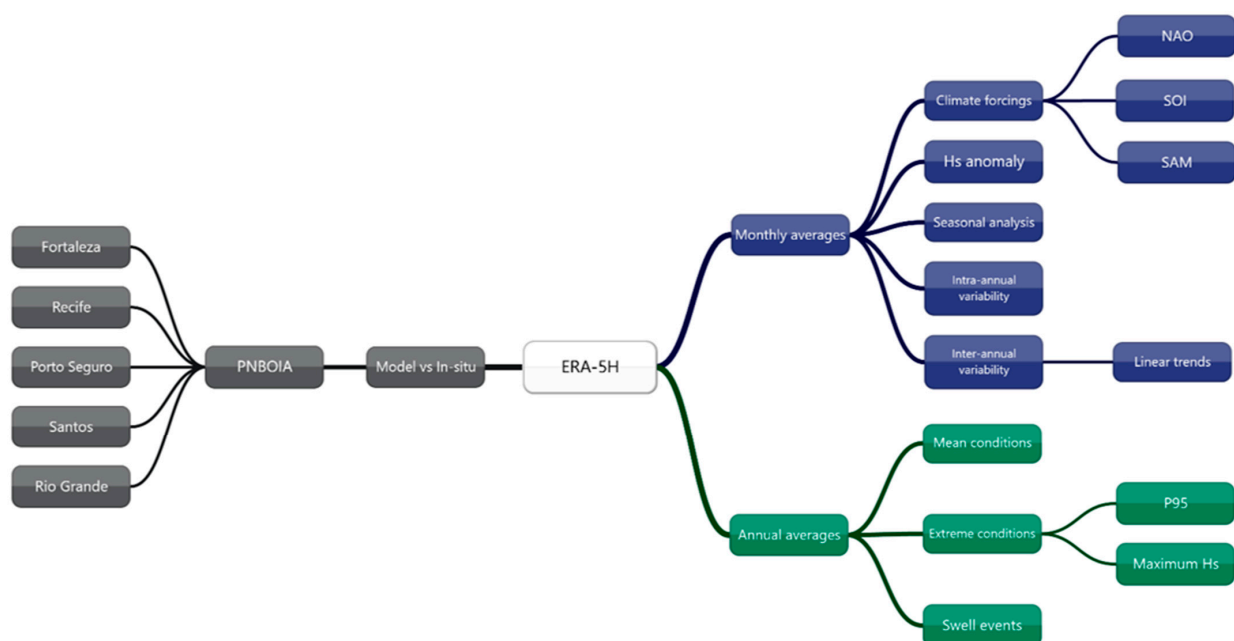 Fortaleza
Recife
Porto Seguro
Santos
Rio Grande
PNBOIA
Model vs In-situ
ERA-5H
Monthly averages
Climate forcings
NAO
SOI
SAM
Hs anomaly
Seasonal analysis
Intra-annual
variability
Inter-annual
variability
Linear trends
Annual averages
Mean conditions
Extreme conditions
P95
Maximum Hs
Swell events